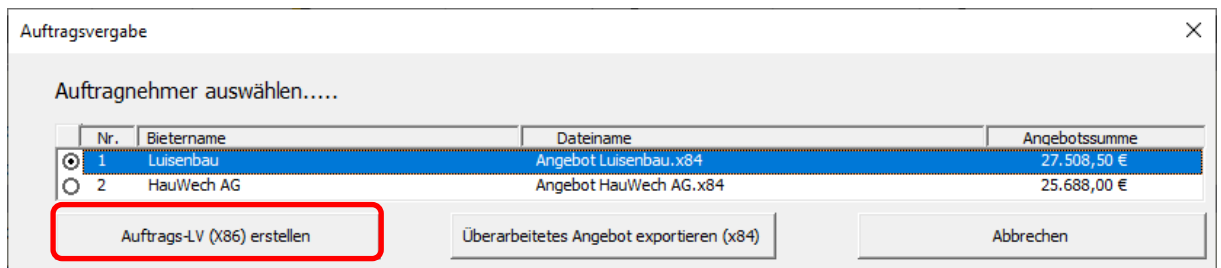 Auftragsvergabe
Auftragnehmer auswählen.....
Nr. Bietername Dateiname Angebotssumme
1 Luisenbau Angebot Luisenbau.x84 27.508,50 €
2 HauWech AG Angebot HauWech AG.x84 25.688,00 €
Auftrags-LV (X86) erstellen Überarbeitetes Angebot exportieren (x84) Abbrechen